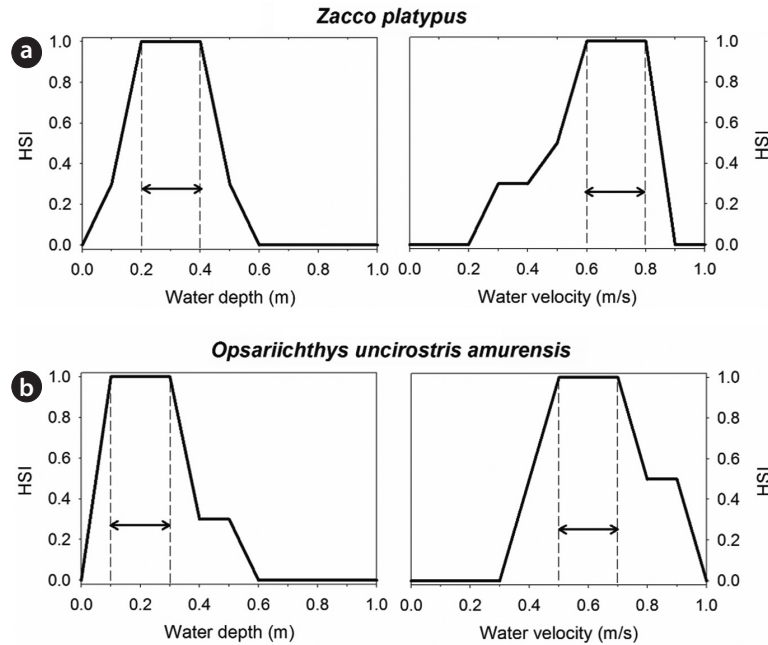 Zacco platypus
a
1.0 1.0
0.8 0.8
0.6 0.6
HSI HSI
0.4 0.4
0.2 0.2
0.0 0.0
0.0 0.2 0.4 0.6 0.8 1.0 0.0 0.2 0.4 0.6 0.8 1.0
Water depth (m) Water velocity (m/s)
Opsariichthys uncirostris amurensis
b
1.0 1.0
0.8 0.8
0.6 0.6
HSI HSI
0.4 0.4
0.2 0.2
0.0 0.0
0.0 0.2 0.4 0.6 0.8 1.0 0.0 0.2 0.4 0.6 0.8 1.0
Water depth (m) Water velocity (m/s)